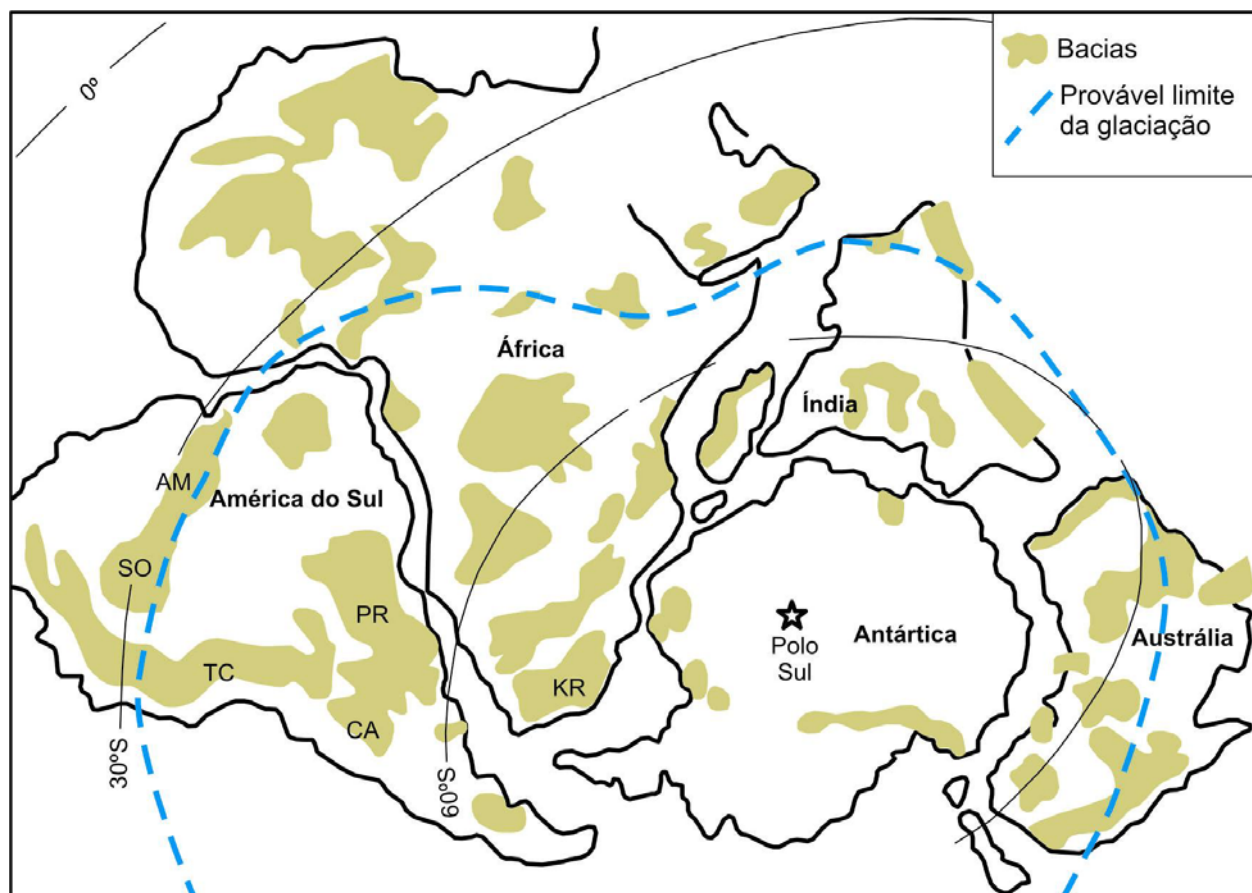 Bacias
Provável limite
da glaciação
0º
África
Índia
AM
América do Sul
SO
PR
Polo
Sul
Antártica
Austrália
TC
KR
CA
30ºS
60ºS